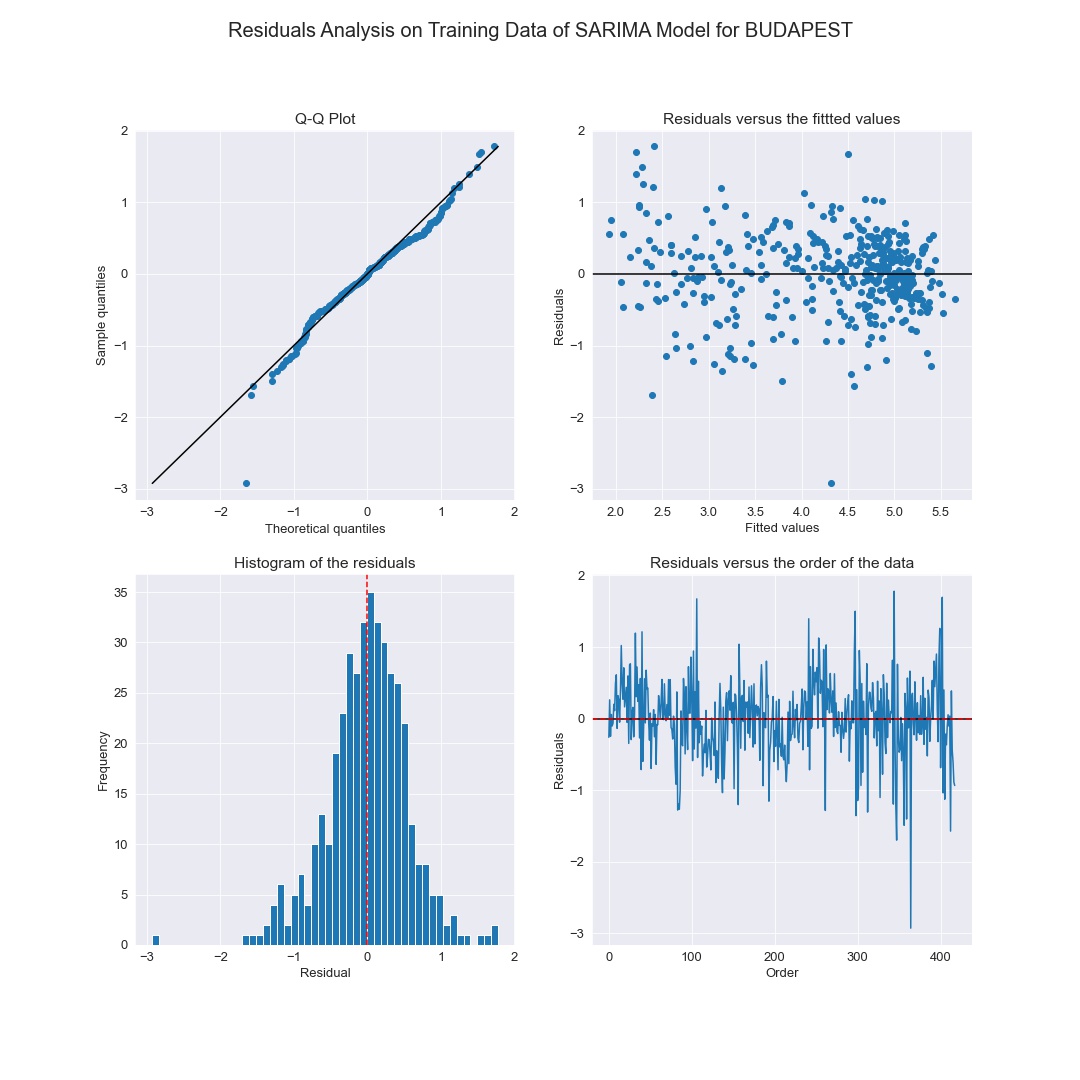 Residuals Analysis on Training Data of SARIMA Model for BUDAPEST
Q-Q Plot
2
1
0
−1
−2
−3
Sample quantiles
−3 −2 −1 0 1 2
Theoretical quantiles
Residuals versus the fittted values
2
1
0
−1
−2
−3
Residuals
2.0 2.5 3.0 3.5 4.0 4.5 5.0 5.5
Fitted values
Histogram of the residuals
35
30
25
20
15
10
5
0
Frequency
−3 −2 −1 0 1 2
Residual
Residuals versus the order of the data
2
1
0
−1
−2
−3
Residuals
0 100 200 300 400
Order